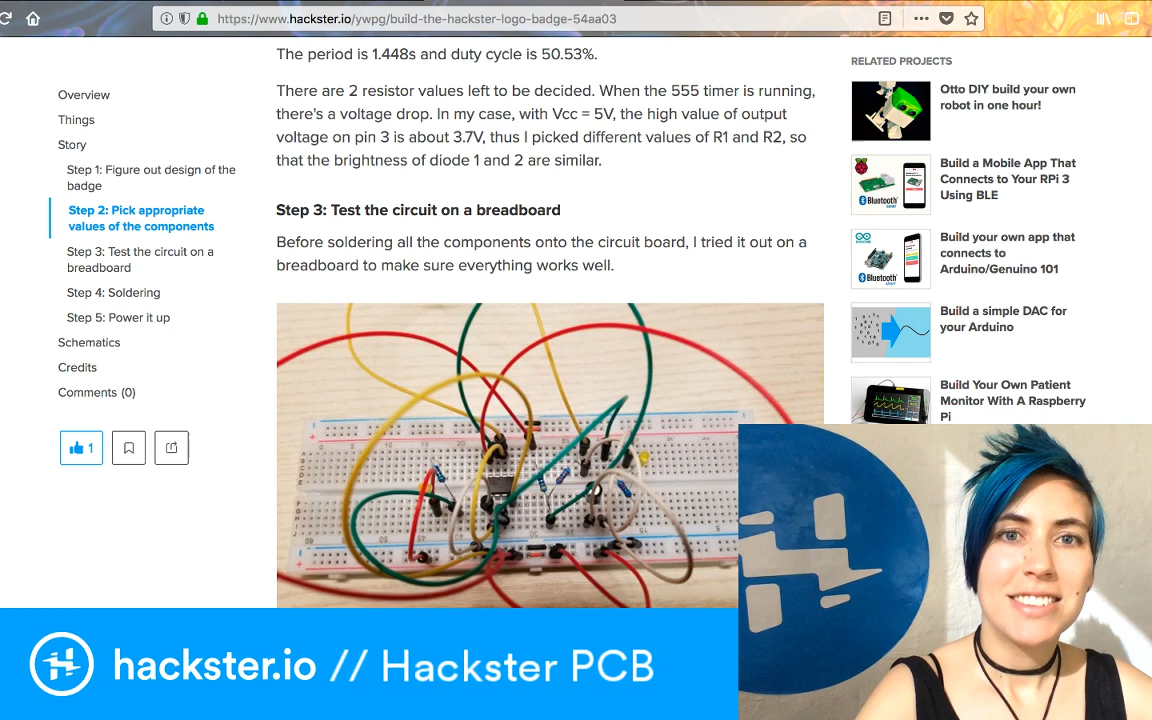 https://www.hackster.io/ywpg/build-the-hackster-logo-badge-54aa03
The period is 1.448s and duty cycle is 50.53%.
There are 2 resistor values left to be decided. When the 555 timer is running,
there's a voltage drop. In my case, with Vcc = 5V, the high value of output
voltage on pin 3 is about 3.7V, thus I picked different values of R1 and R2, so
that the brightness of diode 1 and 2 are similar.
Step 3: Test the circuit on a breadboard
Before soldering all the components onto the circuit board, I tried it out on a
breadboard to make sure everything works well.
Overview
Things
Story
Step 1: Figure out design of the
badge
Step 2: Pick appropriate
values of the components
Step 3: Test the circuit on a
breadboard
Step 4: Soldering
Step 5: Power it up
Schematics
Credits
Comments (0)
1
RELATED PROJECTS
Otto DIY build your own
robot in one hour!
Build a Mobile App That
Connects to Your RPi 3
Using BLE
Bluetooth
Build your own app that
connects to
Arduino/Genuino 101
Bluetooth
Build a simple DAC for
your Arduino
Build Your Own Patient
Monitor With A Raspberry
Pi
hackster.io // Hackster PCB